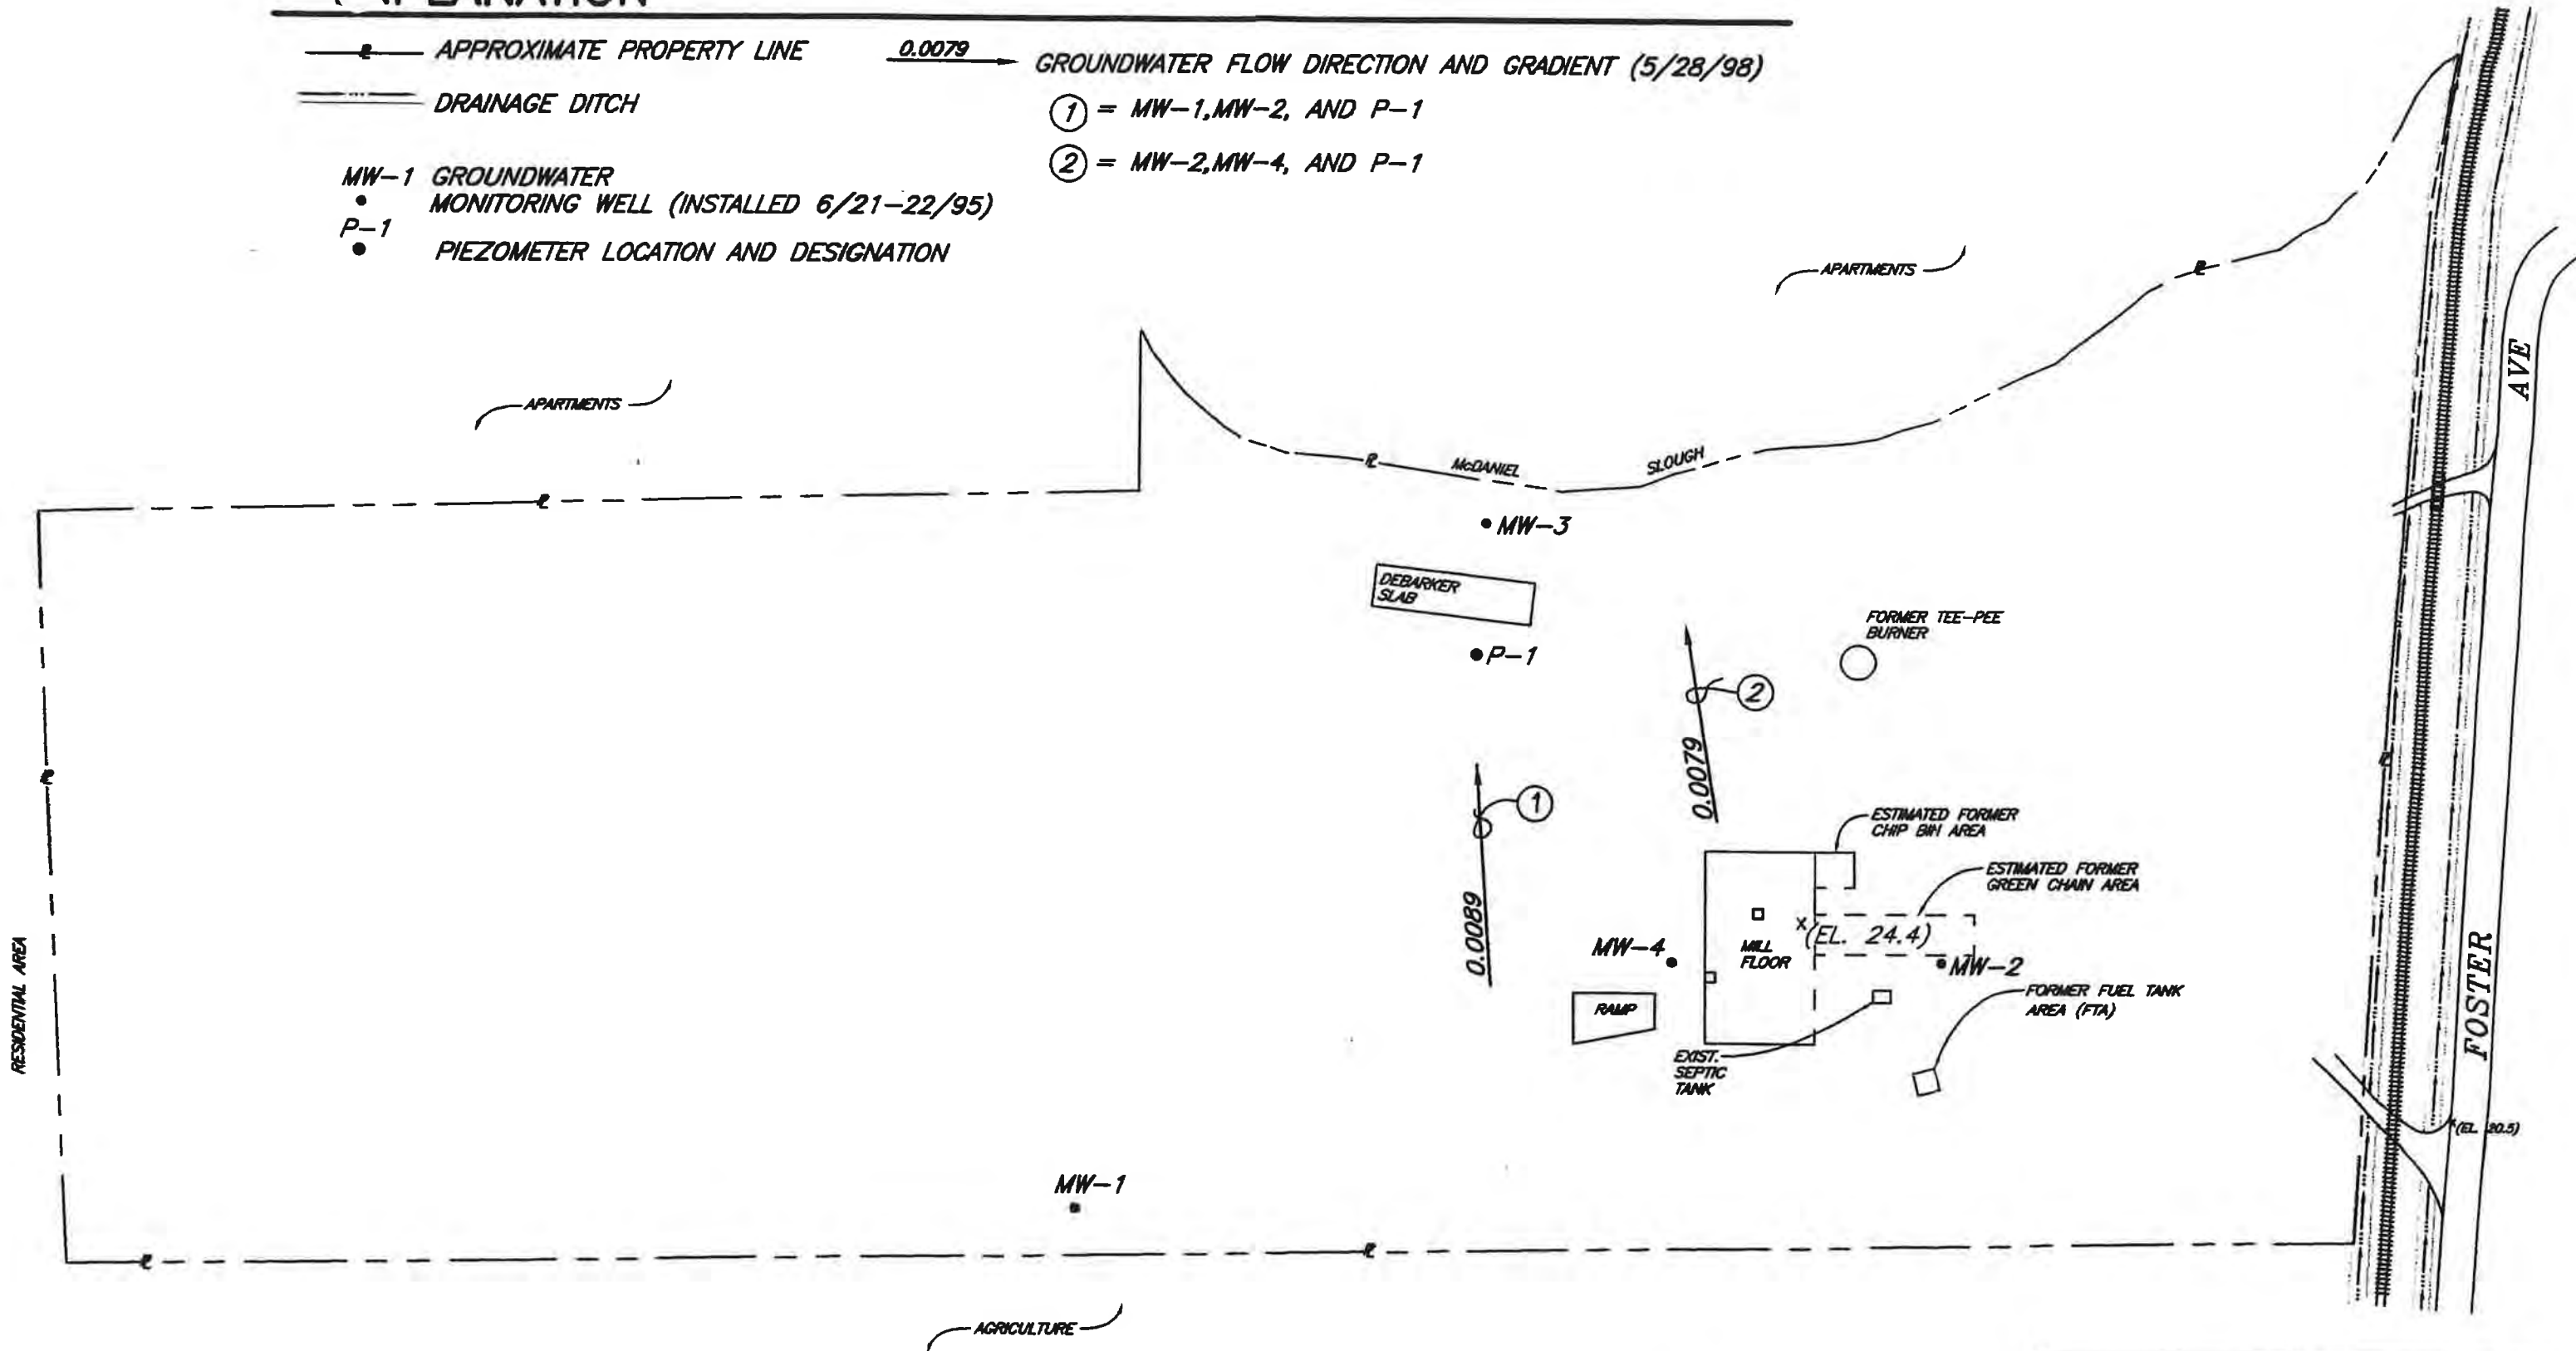 APPROXIMATE PROPERTY LINE
DRAINAGE DITCH
MW-1 GROUNDWATER
MONITORING WELL (INSTALLED 6/21-22/95)
P-1
PIEZOMETER LOCATION AND DESIGNATION
0.0079
GROUNDWATER FLOW DIRECTION AND GRADIENT (5/28/98)
1 = MW-1,MW-2, AND P-1
2 = MW-2,MW-4, AND P-1
APARTMENTS
APARTMENTS
McDANIEL
SLOUGH
MW-3
DEBARKER
SLAB
P-1
FORMER TEE-PEE
BURNER
2
0.0079
1
0.0089
ESTIMATED FORMER
CHIP BIN AREA
ESTIMATED FORMER
GREEN CHAIN AREA
X
(EL. 24.4)
MILL
FLOOR
MW-4
MW-2
RAMP
FORMER FUEL TANK
AREA (FTA)
EXIST.
SEPTIC
TANK
RESIDENTIAL AREA
MW-1
AGRICULTURE
FOSTER
AVE
(EL. 20.5)